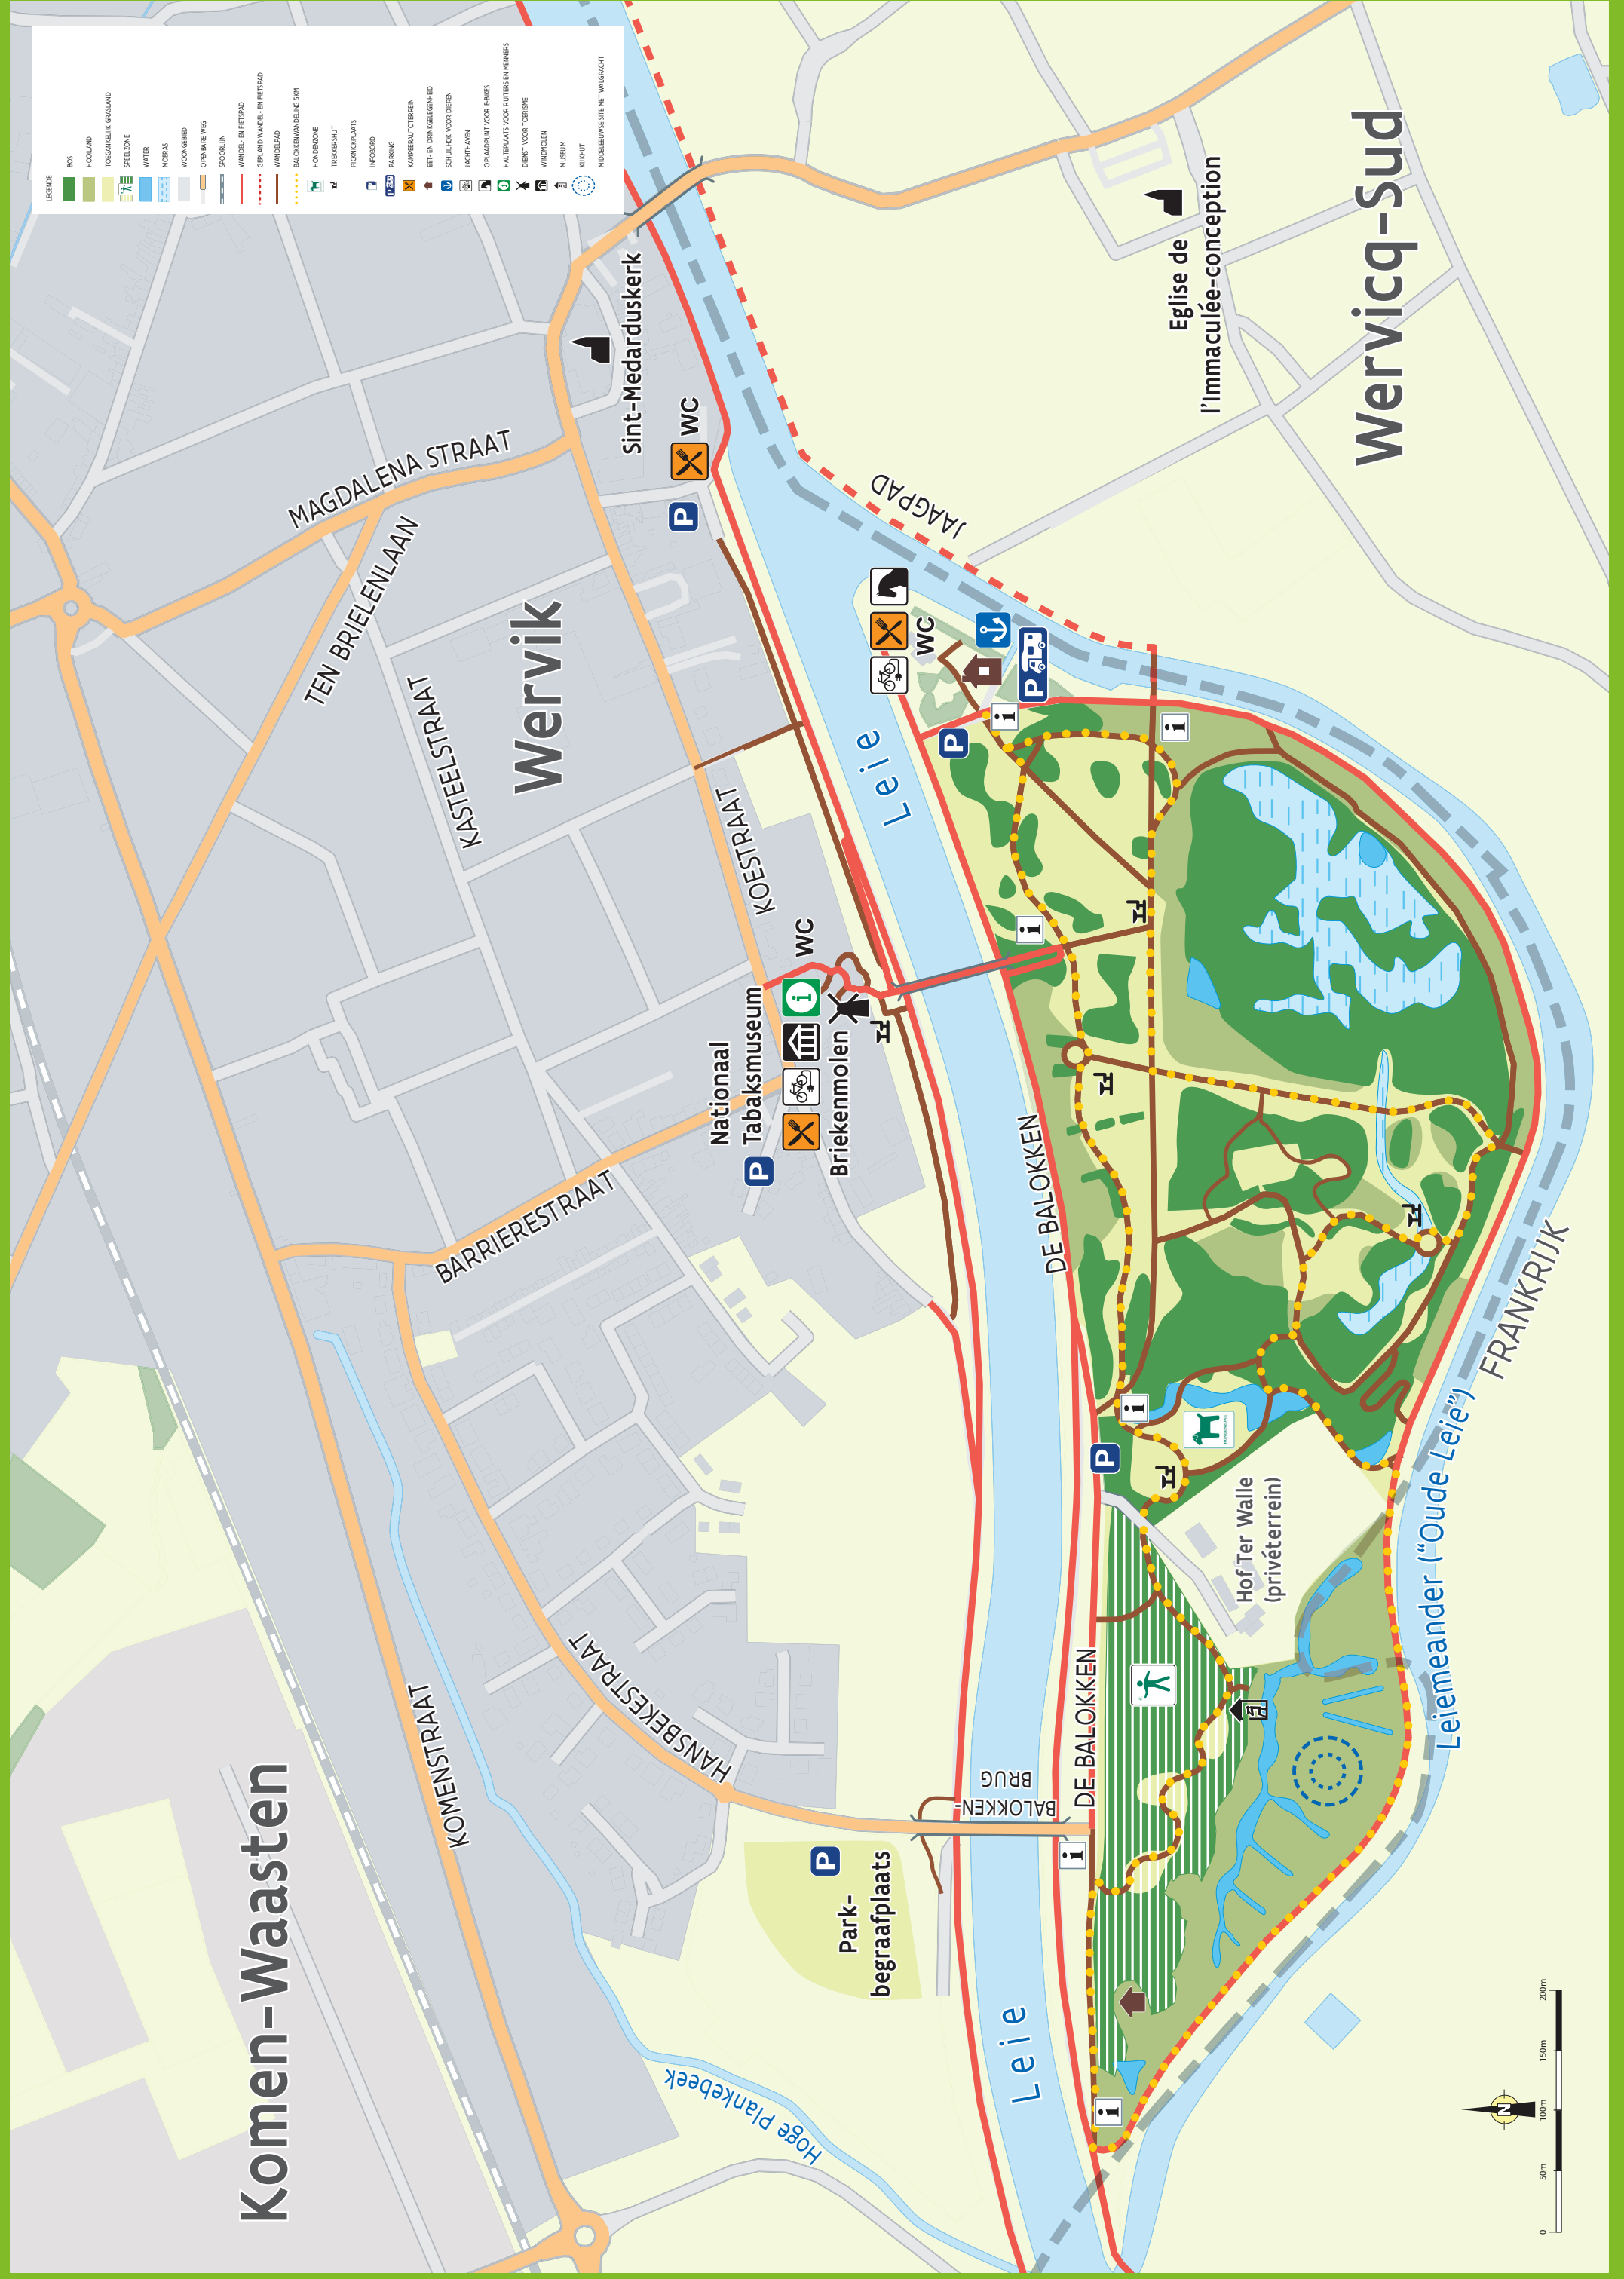 LEGENDE
BOS
HOOILAND
TOEGANKELIJK GRASLAND
SPEELZONE
WATER
MOERAS
WOONGEBIED
OPENBARE WEG
SPOORLIJN
WANDEL- EN FIETSPAD
GEPLAND WANDEL- EN FIETSPAD
WANDELPAD
BALOKKENWANDELING 5KM
HONDENZONE
TREKKERSHUT
PICKNICKPLAATS
INFOBORD
PARKING
KAMPEERAUTOTERREIN
EET- EN DRINKGELEGENHEID
SCHUILHOK VOOR DIEREN
JACHTHAVEN
OPLAADPUNT VOOR E-BIKES
HALTEPLAATS VOOR RUITERS EN MENNERS
DIENST VOOR TOERISME
WINDMOLEN
MUSEUM
KIJKHUT
MIDDELEEUWSE SITE MET WALGRACHT
Komen-Waasten
KOMENSTRAAT
Hoge Plankebeek
HANSBEKESTRAAT
BARRIERESTRAAT
TEN BRIELENLAAN
MAGDALENA STRAAT
KASTEELSTRAAT
Wervik
KOESTRAAT
Sint-Medarduskerk
P
WC
Nationaal
Tabaksmuseum
P
i
WC
Briekenmolen
Park-
begraafplaats
P
Leie
Leie
BALOKKEN-
BRUG
DE BALOKKEN
DE BALOKKEN
WC
P
P
P
i
i
i
i
i
i
JAAGPAD
Hof Ter Walle
(privéterrein)
Leiemeander ("Oude Leie")
FRANKRIJK
Eglise de
l'Immaculée-conception
Wervicq-Sud
N
0
50m
100m
150m
200m